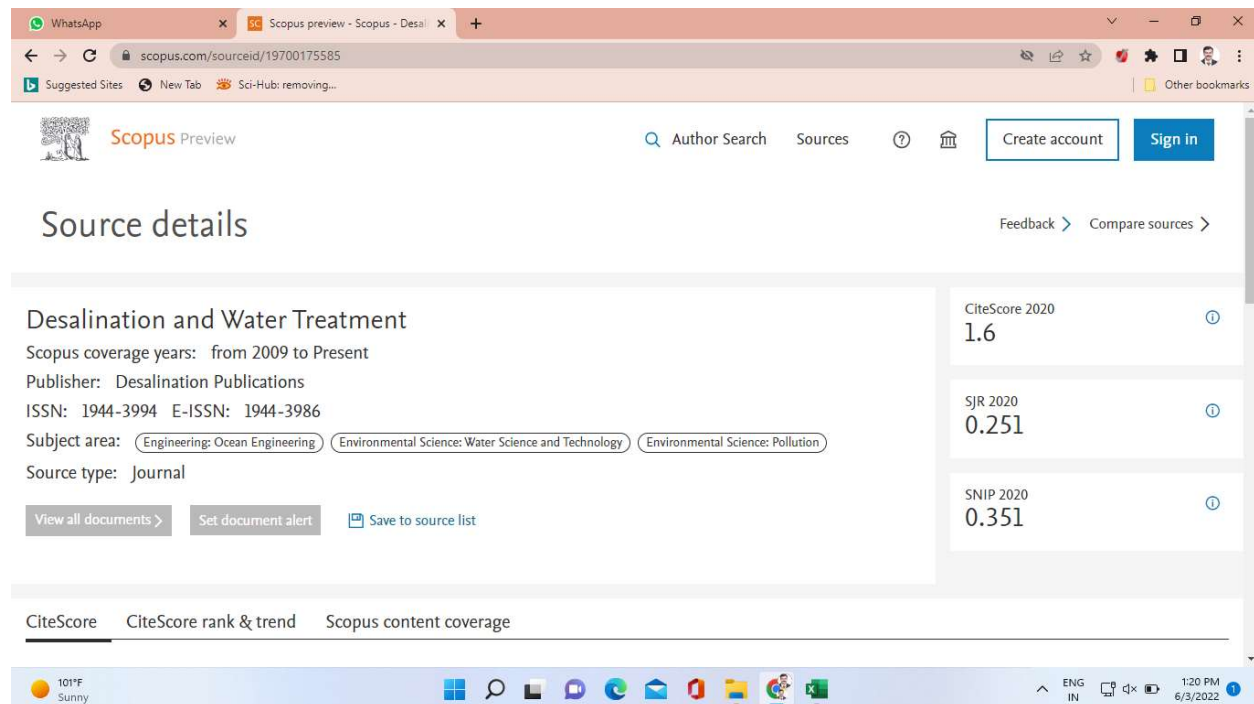 WhatsApp
Scopus preview - Scopus - Desal
scopus.com/sourceid/19700175585
Suggested Sites New Tab Sci-Hub: removing... Other bookmarks
Scopus Preview
Author Search Sources Create account Sign in
Source details
Feedback Compare sources
Desalination and Water Treatment
Scopus coverage years: from 2009 to Present
Publisher: Desalination Publications
ISSN: 1944-3994 E-ISSN: 1944-3986
Subject area: Engineering: Ocean Engineering Environmental Science: Water Science and Technology Environmental Science: Pollution
Source type: Journal
View all documents Set document alert Save to source list
CiteScore 2020
1.6
SJR 2020
0.251
SNIP 2020
0.351
CiteScore CiteScore rank & trend Scopus content coverage
101°F
Sunny
ENG
IN
1:20 PM
6/3/2022
1